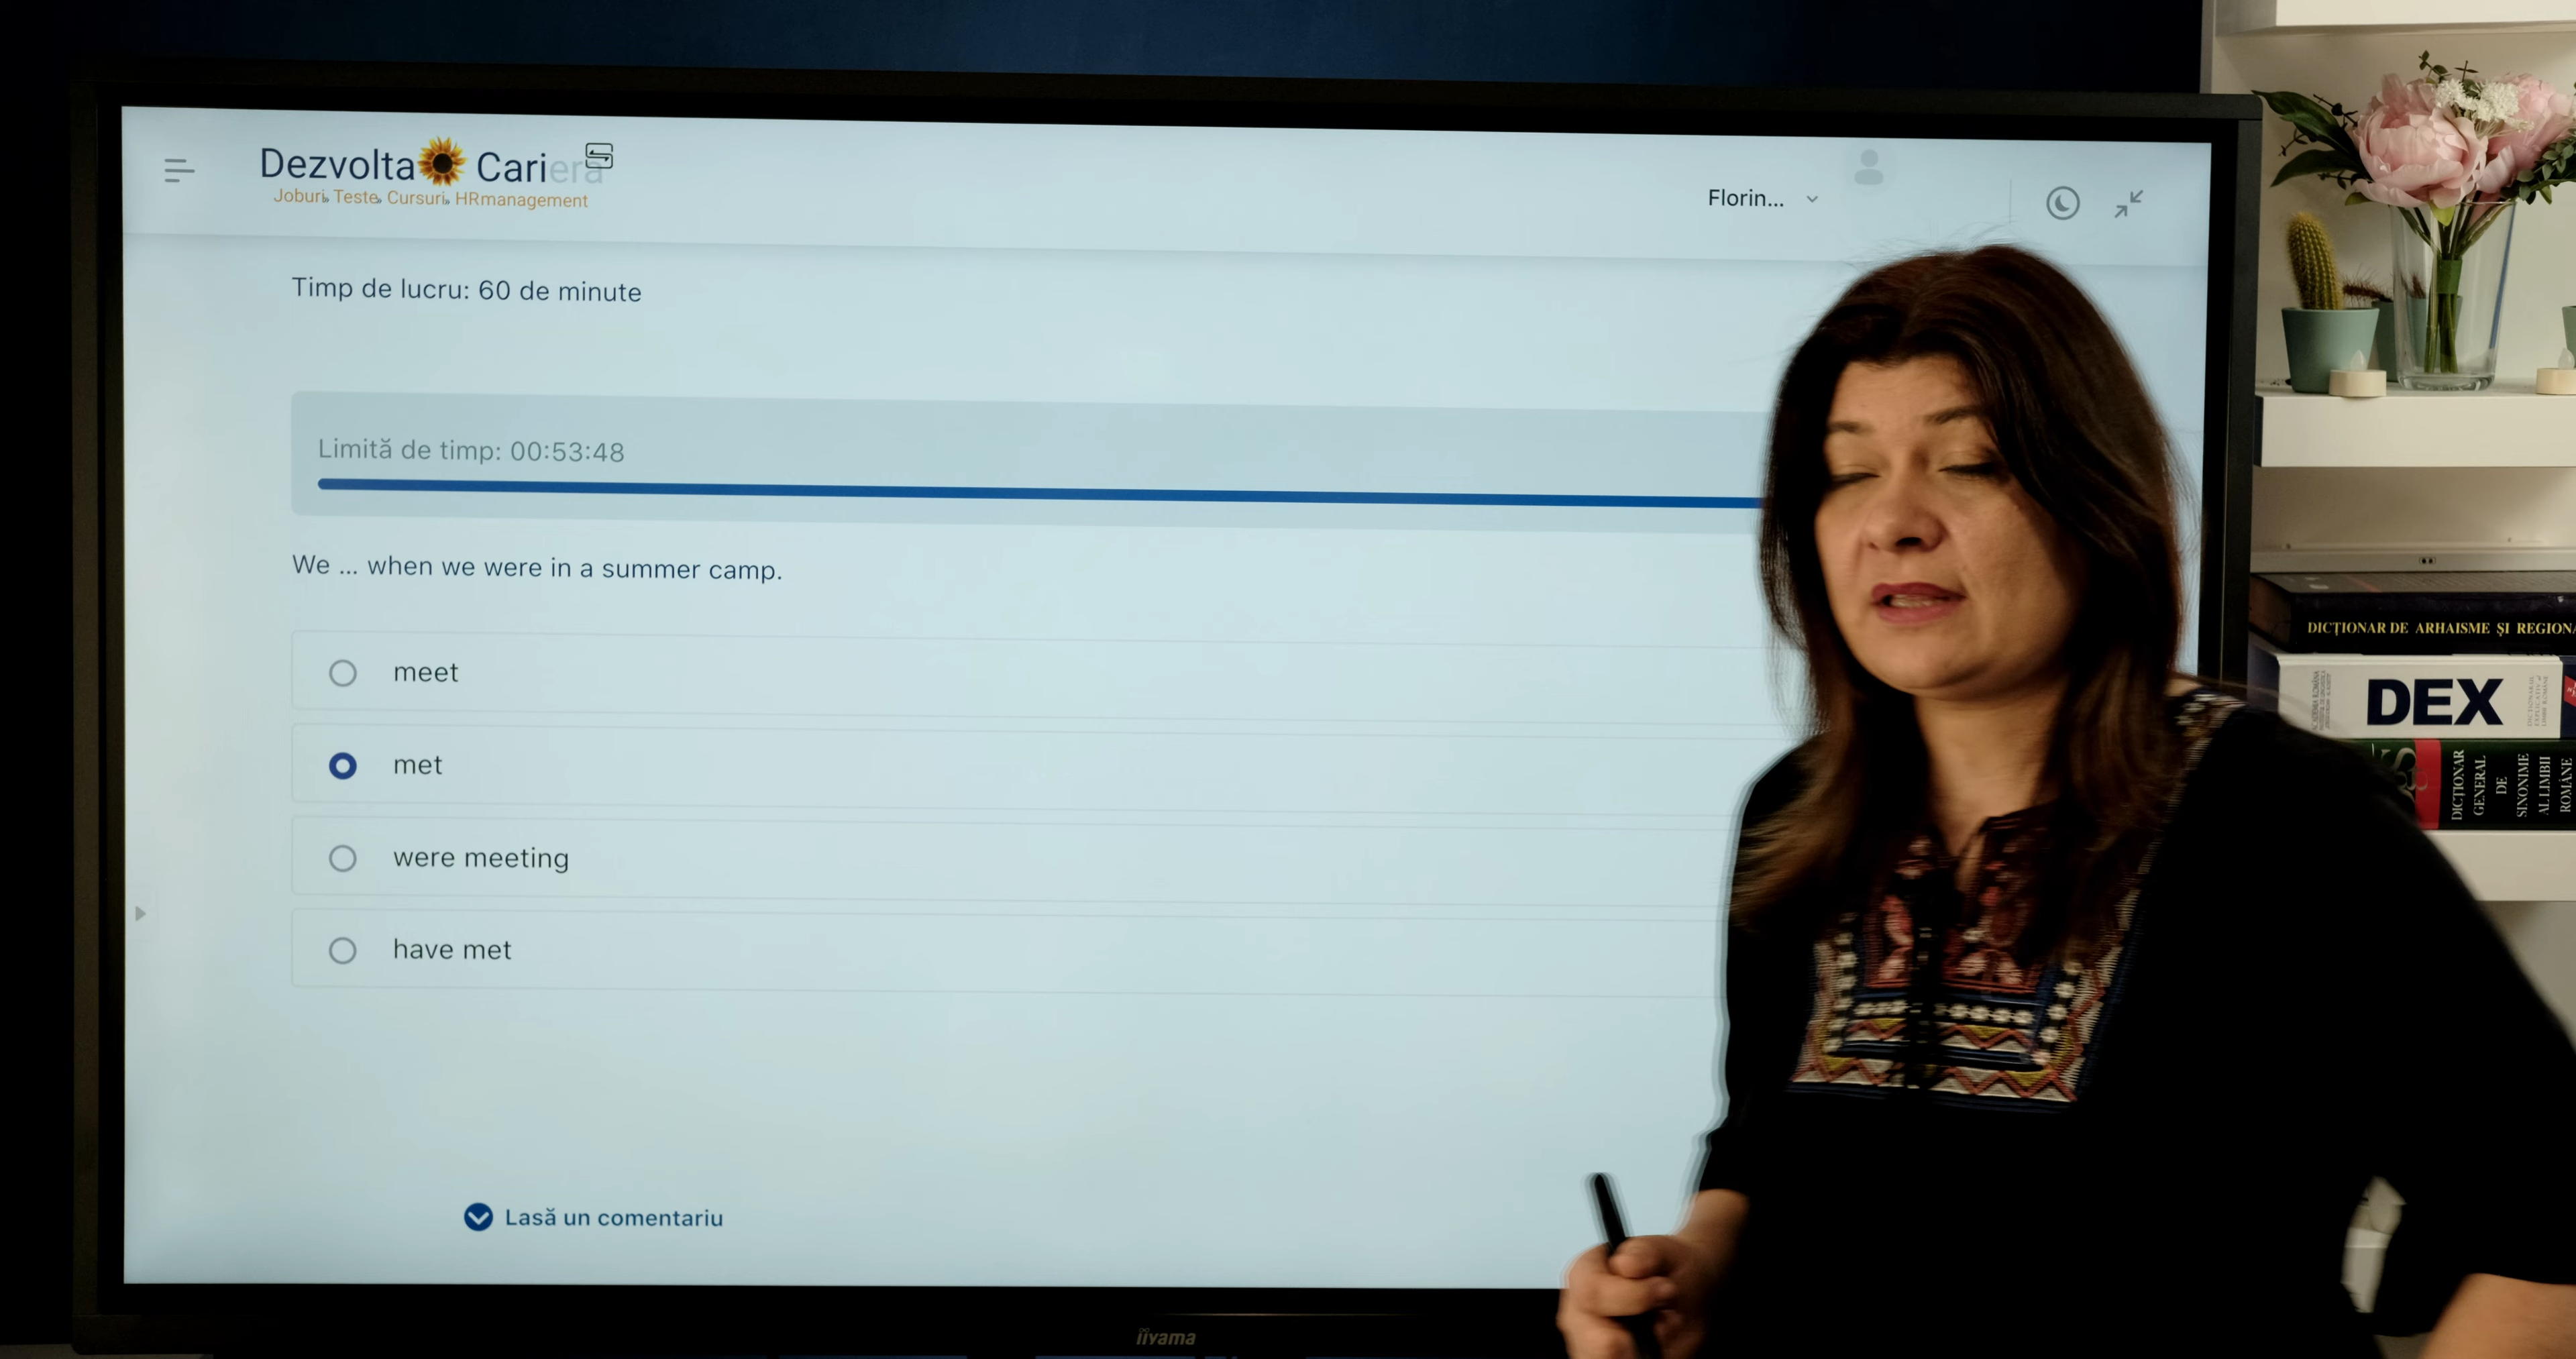 Dezvolta Cariera
Joburi, Teste, Cursuri, HRmanagement
Florin...
Timp de lucru: 60 de minute
Limită de timp: 00:53:48
We ... when we were in a summer camp.
meet
met
were meeting
have met
Lasă un comentariu
iiyama
DICȚIONAR DE ARHAISME ȘI REGION
DEX
DICȚIONAR
GENERAL
DE
SINONIME
AL LIMBII
ROMÂNE